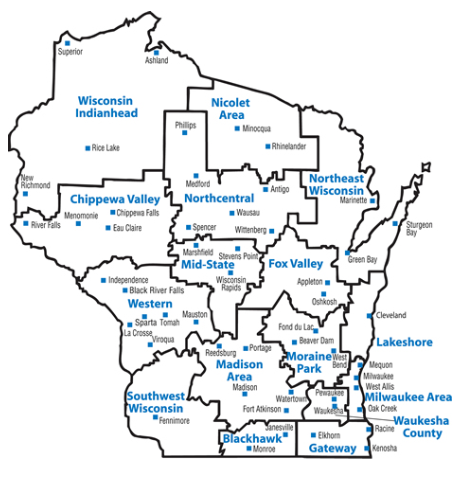 Superior
Ashland
Wisconsin
Indianhead
Nicolet
Area
Phillips
Minocqua
Rice Lake
Rhinelander
New
Richmond
Medford
Antigo
Northeast
Wisconsin
Marinette
Chippewa Valley
Northcentral
Menomonie
Chippewa Falls
Wausau
River Falls
Eau Claire
Spencer
Wittenberg
Sturgeon
Bay
Marshfield
Stevens Point
Green Bay
Mid-State
Fox Valley
Independence
Wisconsin
Rapids
Appleton
Black River Falls
Oshkosh
Western
Cleveland
Sparta
Tomah
Mauston
La Crosse
Fond du Lac
Viroqua
Beaver Dam
Lakeshore
Reedsburg
Portage
Moraine
Park
West
Bend
Madison
Area
Mequon
Milwaukee
Madison
West Allis
Southwest
Wisconsin
Watertown
Pewaukee
Milwaukee Area
Fort Atkinson
Waukesha
Oak Creek
Fennimore
Waukesha
County
Janesville
Racine
Blackhawk
Elkhorn
Monroe
Gateway
Kenosha